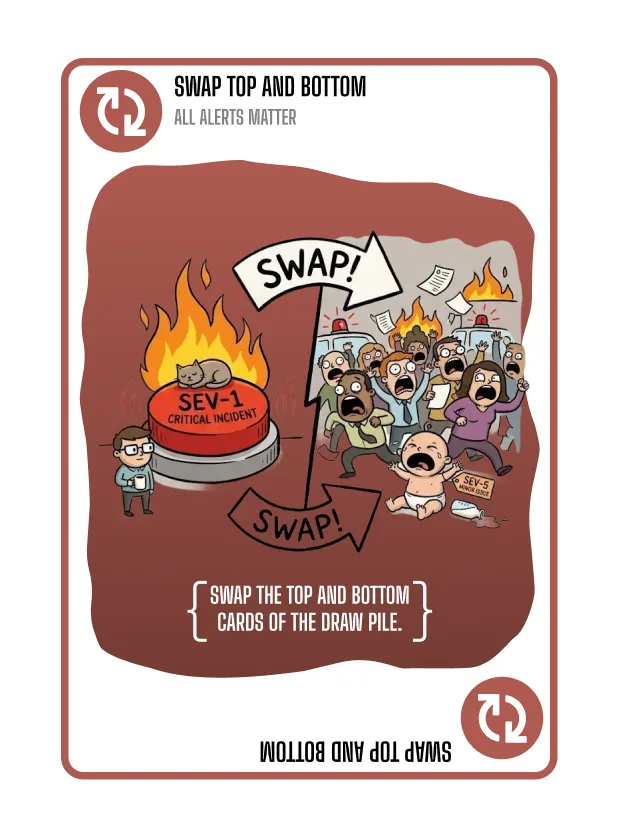 SWAP TOP AND BOTTOM
ALL ALERTS MATTER
SWAP!
SEV-1
CRITICAL INCIDENT
SEV-5
MINOR ISSUE
SWAP!
SWAP THE TOP AND BOTTOM
CARDS OF THE DRAW PILE.
SWAP TOP AND BOTTOM